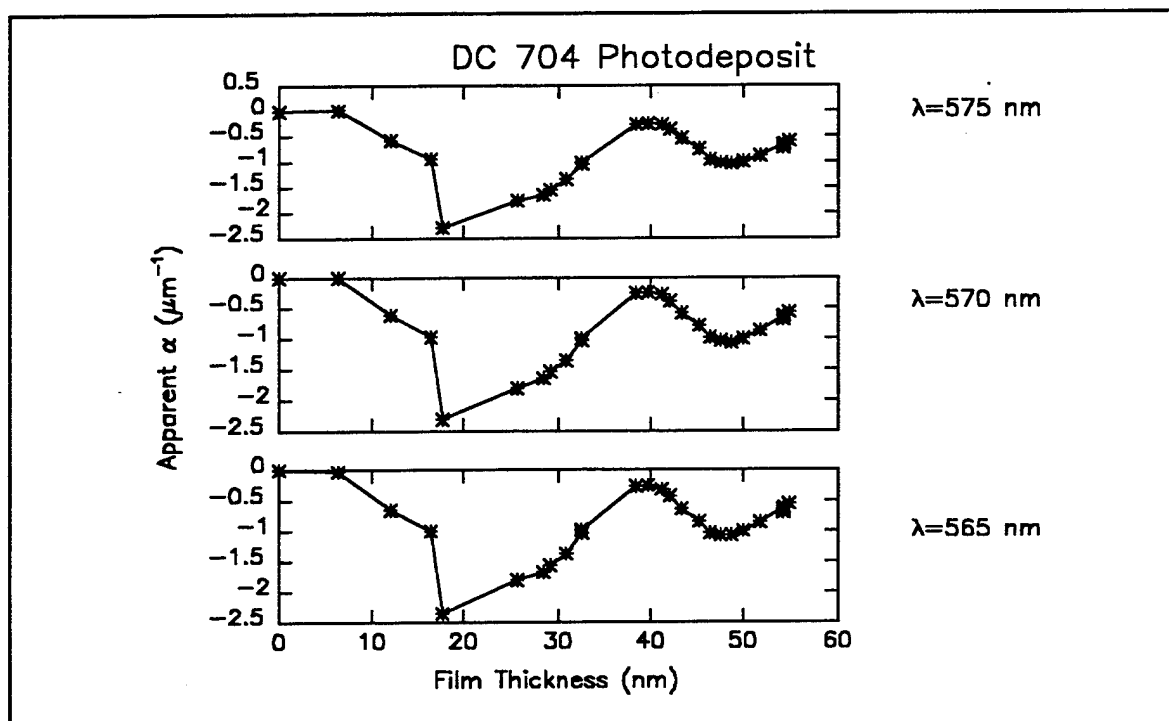 DC 704 Photodeposit
0.5
0
-0.5
-1
-1.5
-2
-2.5
λ=575 nm
0
-0.5
-1
-1.5
-2
-2.5
λ=570 nm
Apparent α (μm⁻¹)
0
-0.5
-1
-1.5
-2
-2.5
λ=565 nm
0 10 20 30 40 50 60
Film Thickness (nm)